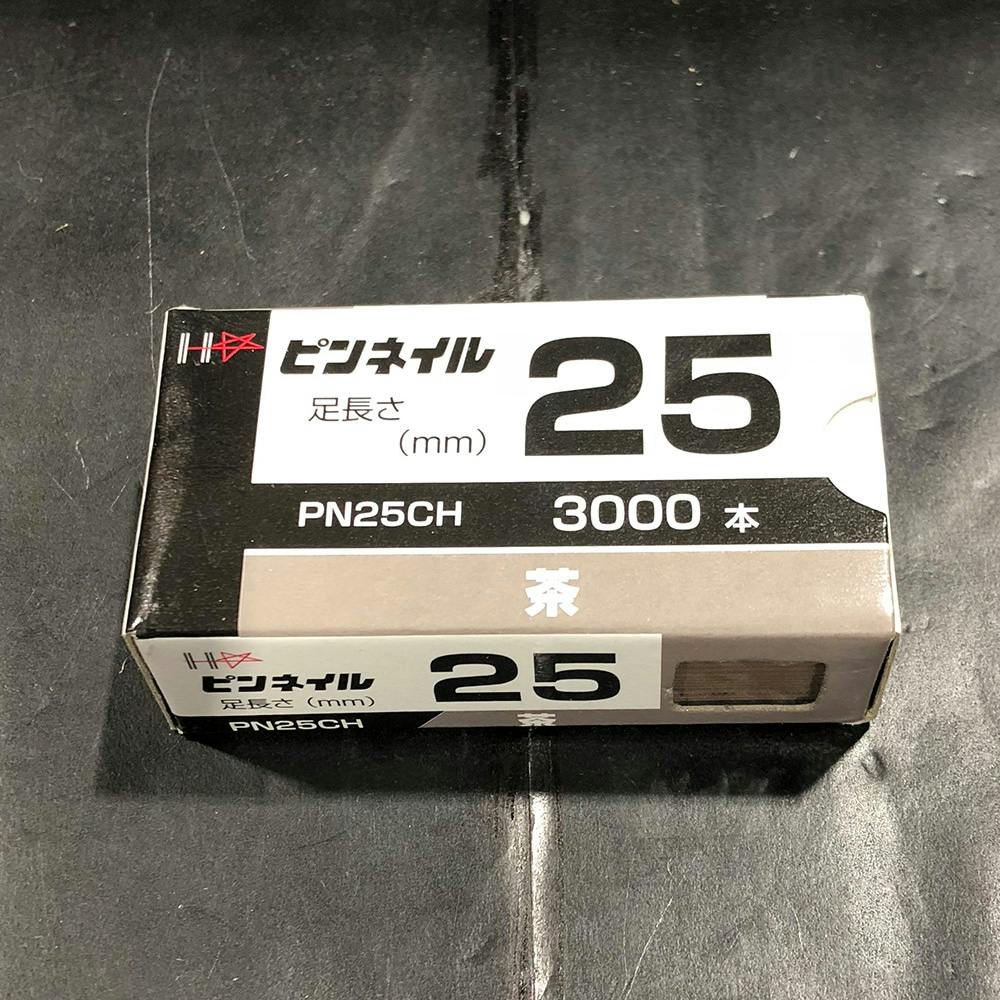 H☆
ピンネイル 25
足長さ
(mm)
PN25CH 3000 本
茶
H☆
ピンネイル 25
足長さ (mm)
PN25CH 茶